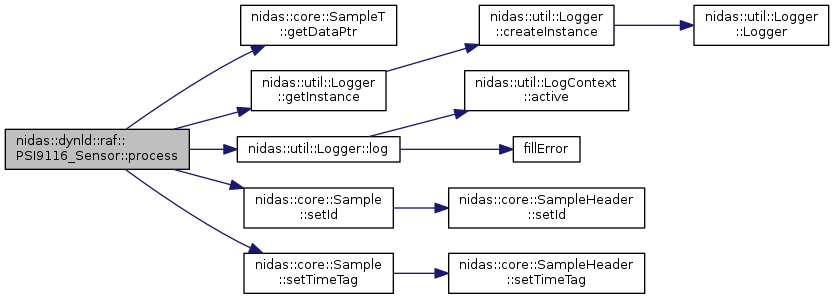 nidas::dynld::raf::
PSI9116_Sensor::process
nidas::core::SampleT
::getDataPtr
nidas::util::Logger
::getInstance
nidas::util::Logger
::createInstance
nidas::util::Logger
::Logger
nidas::util::Logger::log
nidas::util::LogContext
::active
fillError
nidas::core::Sample
::setId
nidas::core::SampleHeader
::setId
nidas::core::Sample
::setTimeTag
nidas::core::SampleHeader
::setTimeTag